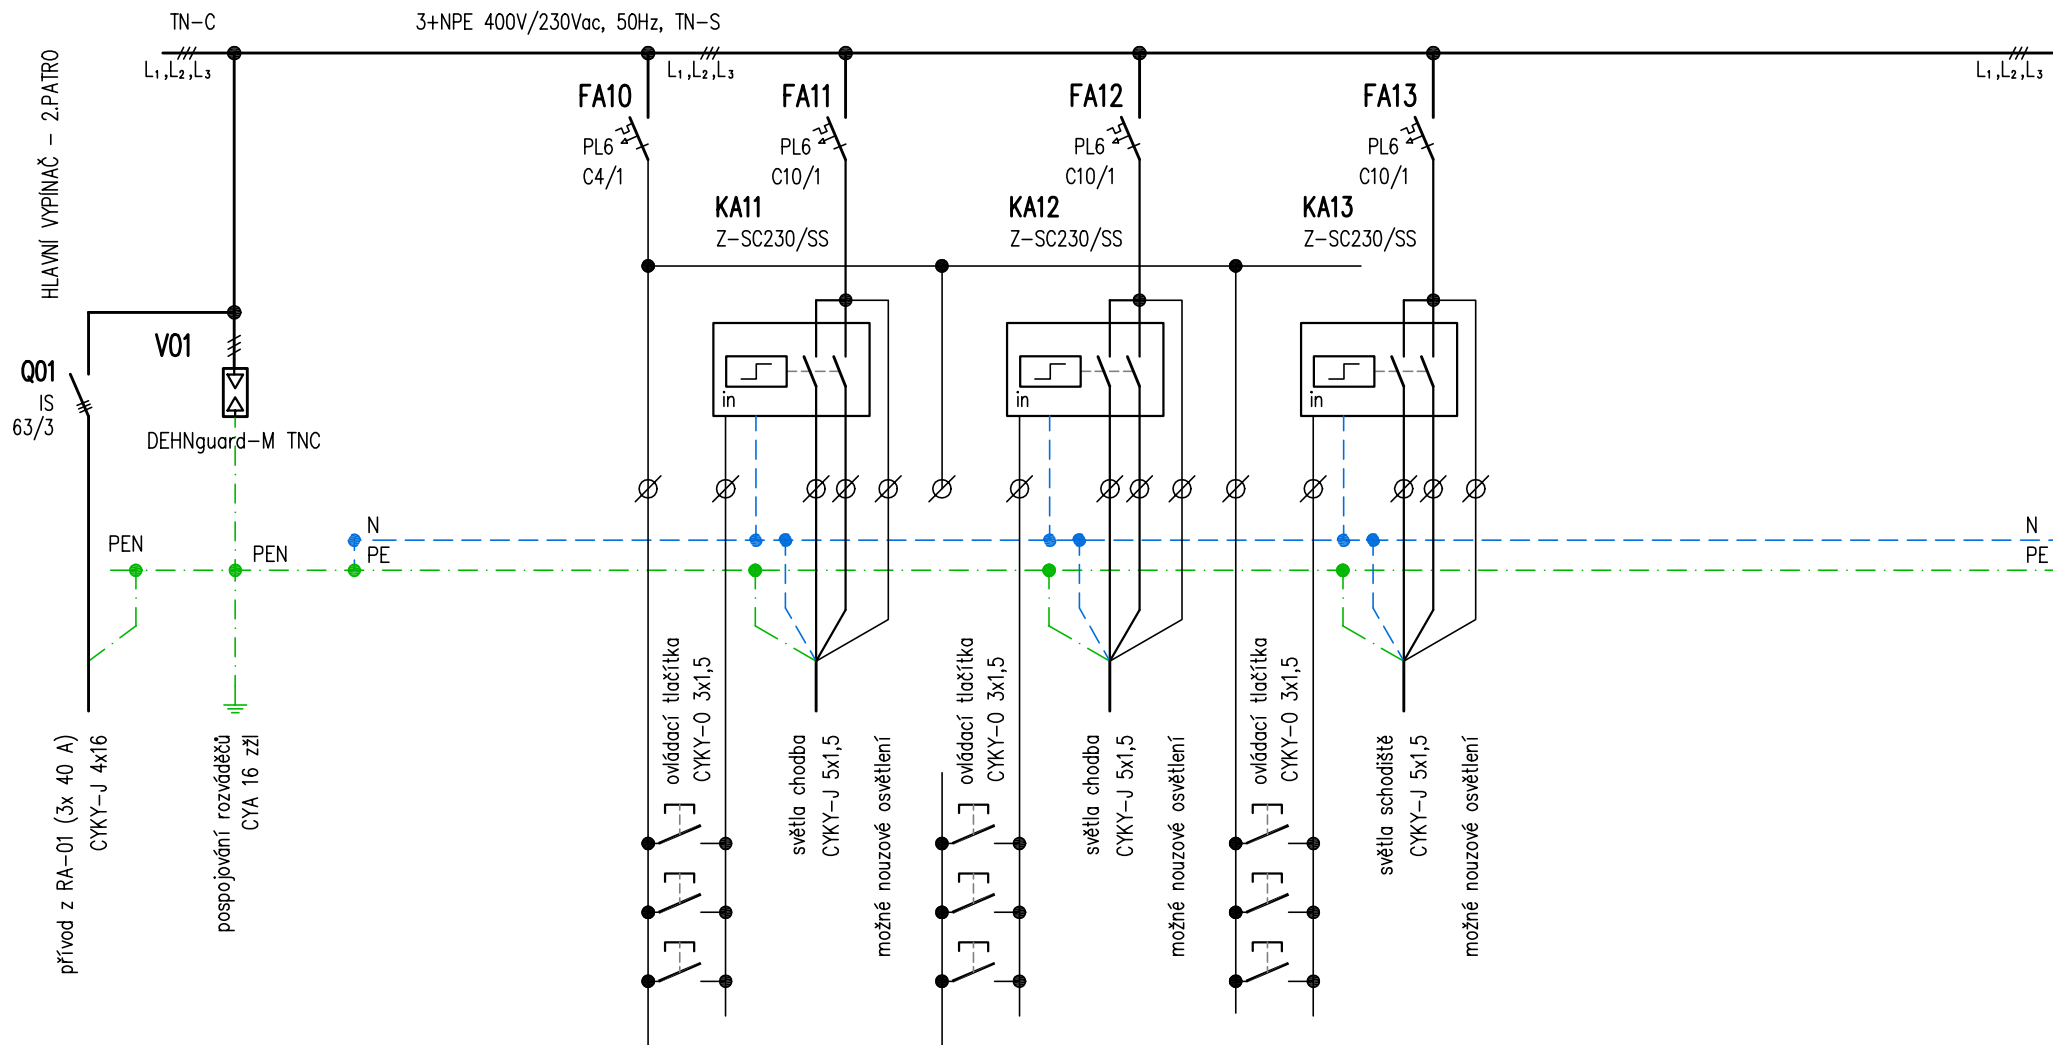 TN-C
3+NPE 400V/230Vac, 50Hz, TN-S
L1,L2,L3
L1,L2,L3
L1,L2,L3
HLAVNÍ VYPÍNAČ - 2.PATRO
FA10
PL6
C4/1
FA11
PL6
C10/1
FA12
PL6
C10/1
FA13
PL6
C10/1
KA11
Z-SC230/SS
KA12
Z-SC230/SS
KA13
Z-SC230/SS
V01
Q01
IS
63/3
in
in
in
DEHNguard-M TNC
N
PE
PEN
PEN
N
PE
přívod z RA-01 (3x 40 A)
CYKY-J 4x16
pospojování rozváděčů
CYA 16 zžl
ovládací tlačítka
CYKY-O 3x1,5
světla chodba
CYKY-J 5x1,5
možné nouzové osvětlení
ovládací tlačítka
CYKY-O 3x1,5
světla chodba
CYKY-J 5x1,5
možné nouzové osvětlení
ovládací tlačítka
CYKY-O 3x1,5
světla schodiště
CYKY-J 5x1,5
možné nouzové osvětlení